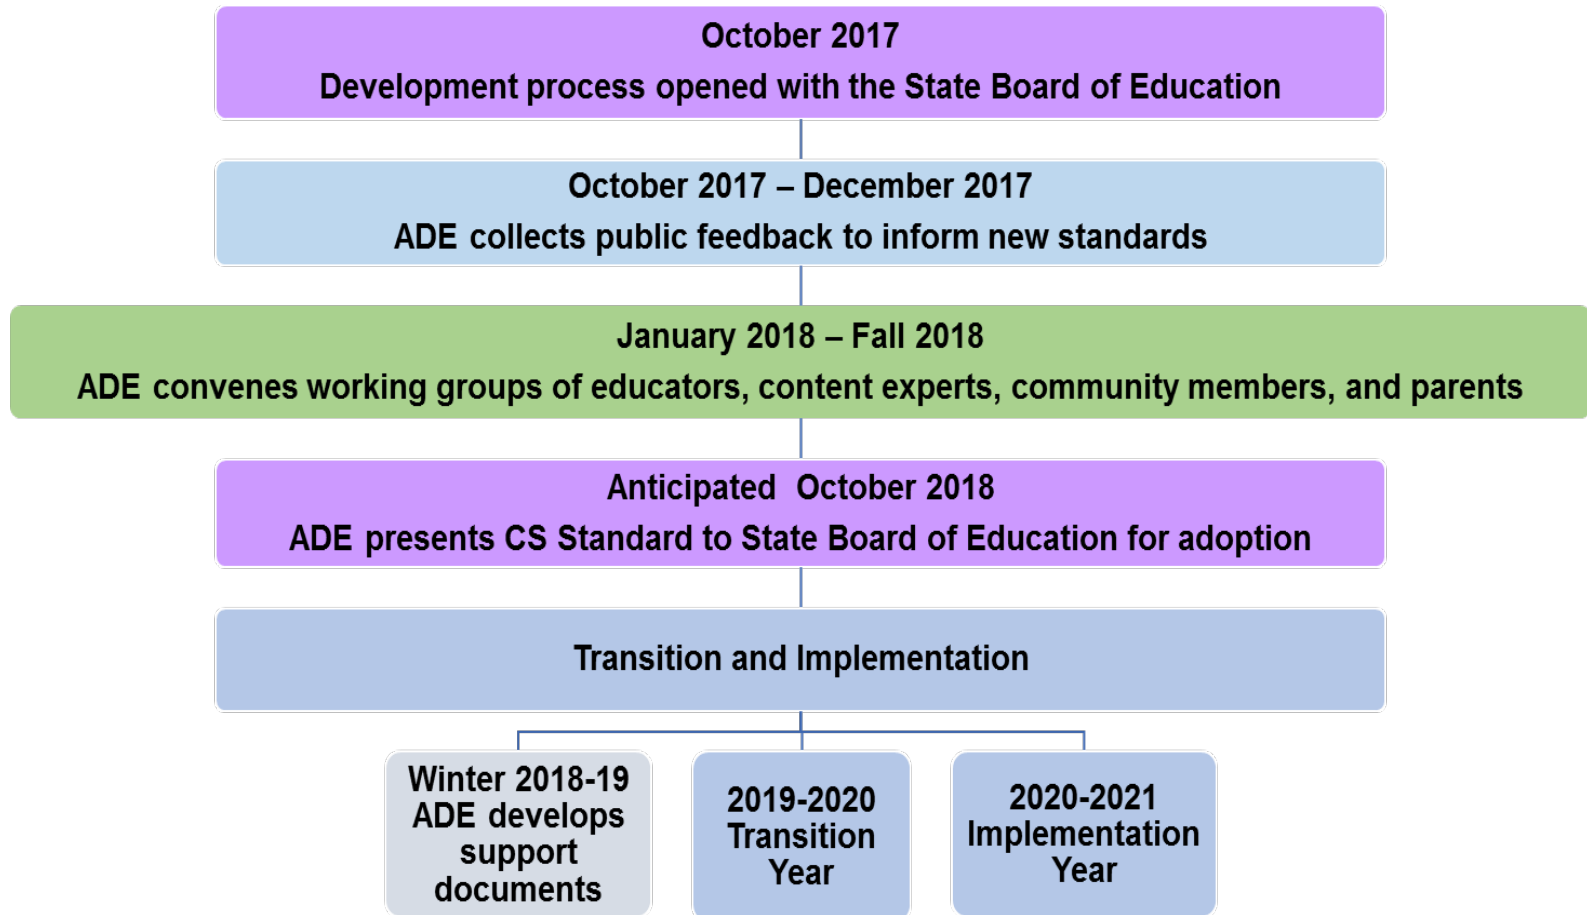 October 2017
Development process opened with the State Board of Education
October 2017 – December 2017
ADE collects public feedback to inform new standards
January 2018 – Fall 2018
ADE convenes working groups of educators, content experts, community members, and parents
Anticipated October 2018
ADE presents CS Standard to State Board of Education for adoption
Transition and Implementation
Winter 2018-19
ADE develops
support
documents
2019-2020
Transition
Year
2020-2021
Implementation
Year